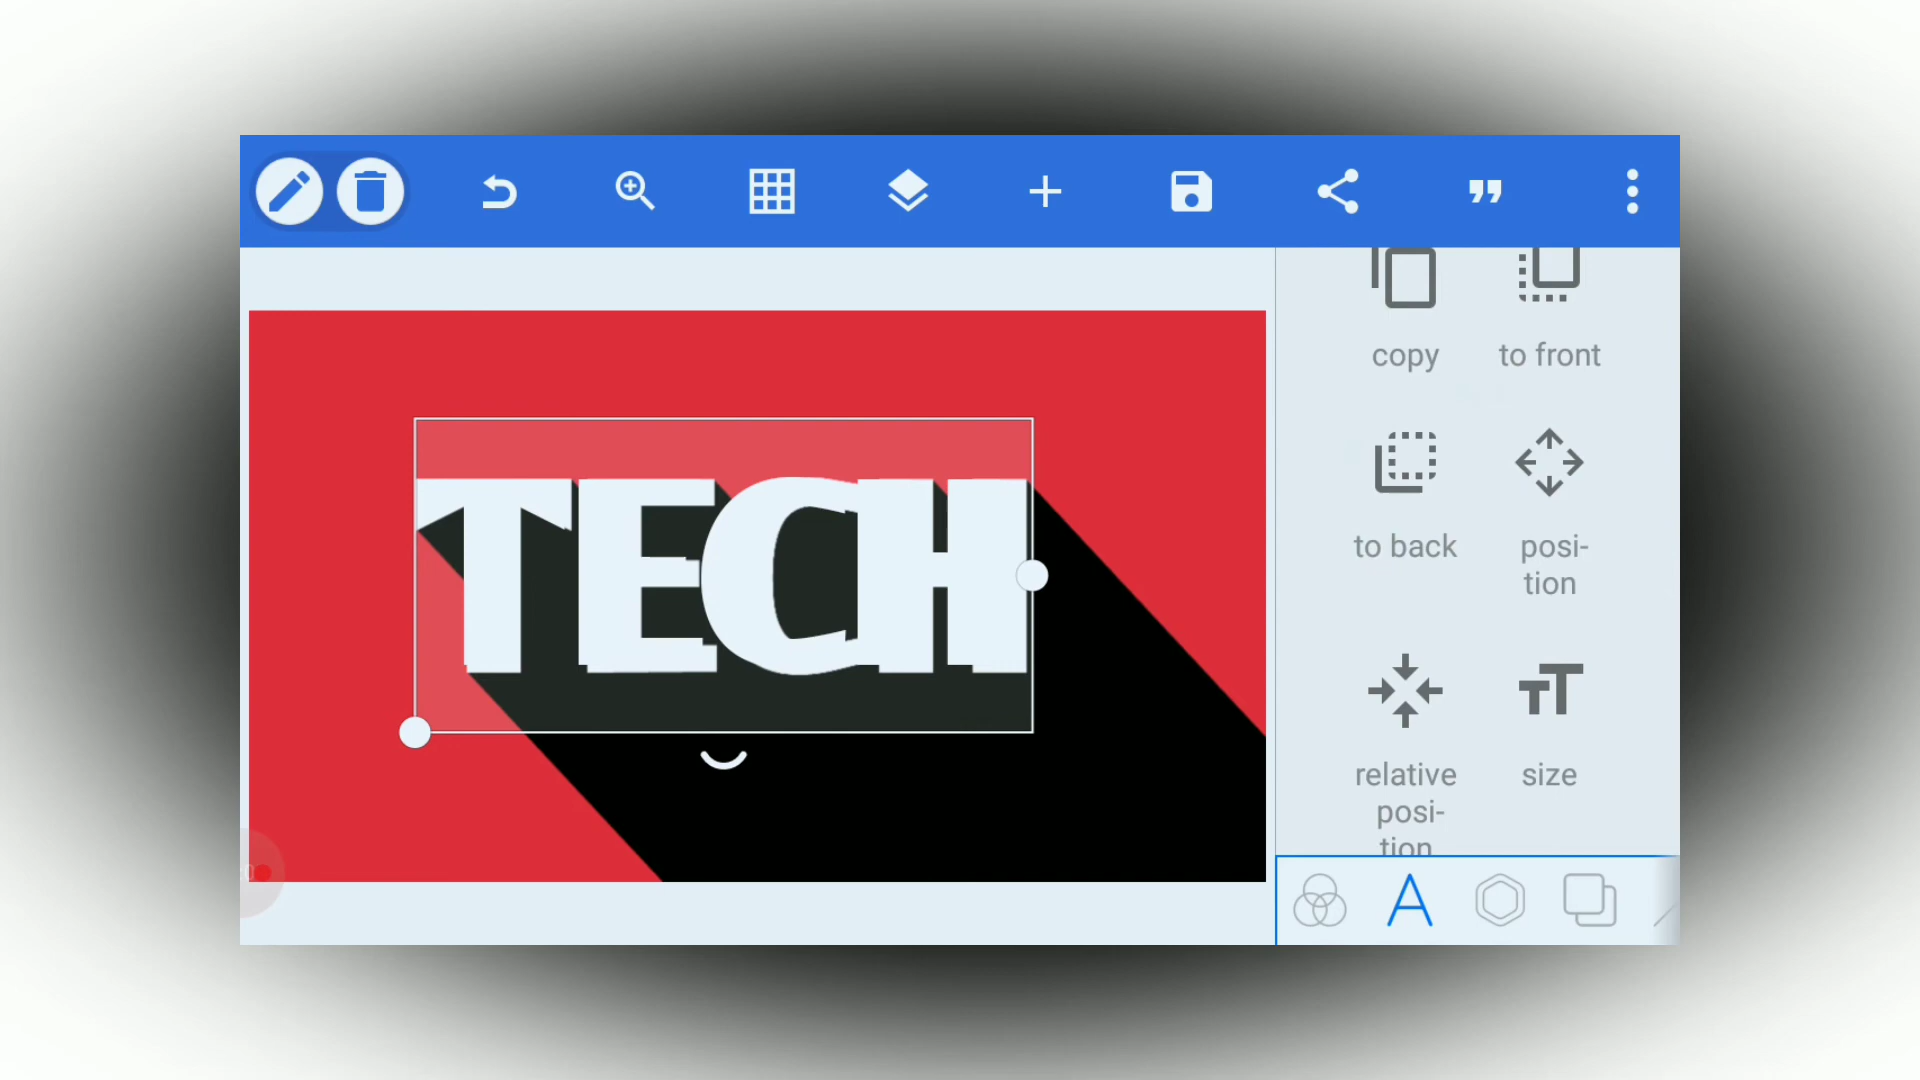 copy
to front
TECH
to back
posi-
tion
relative
posi-
tion
size